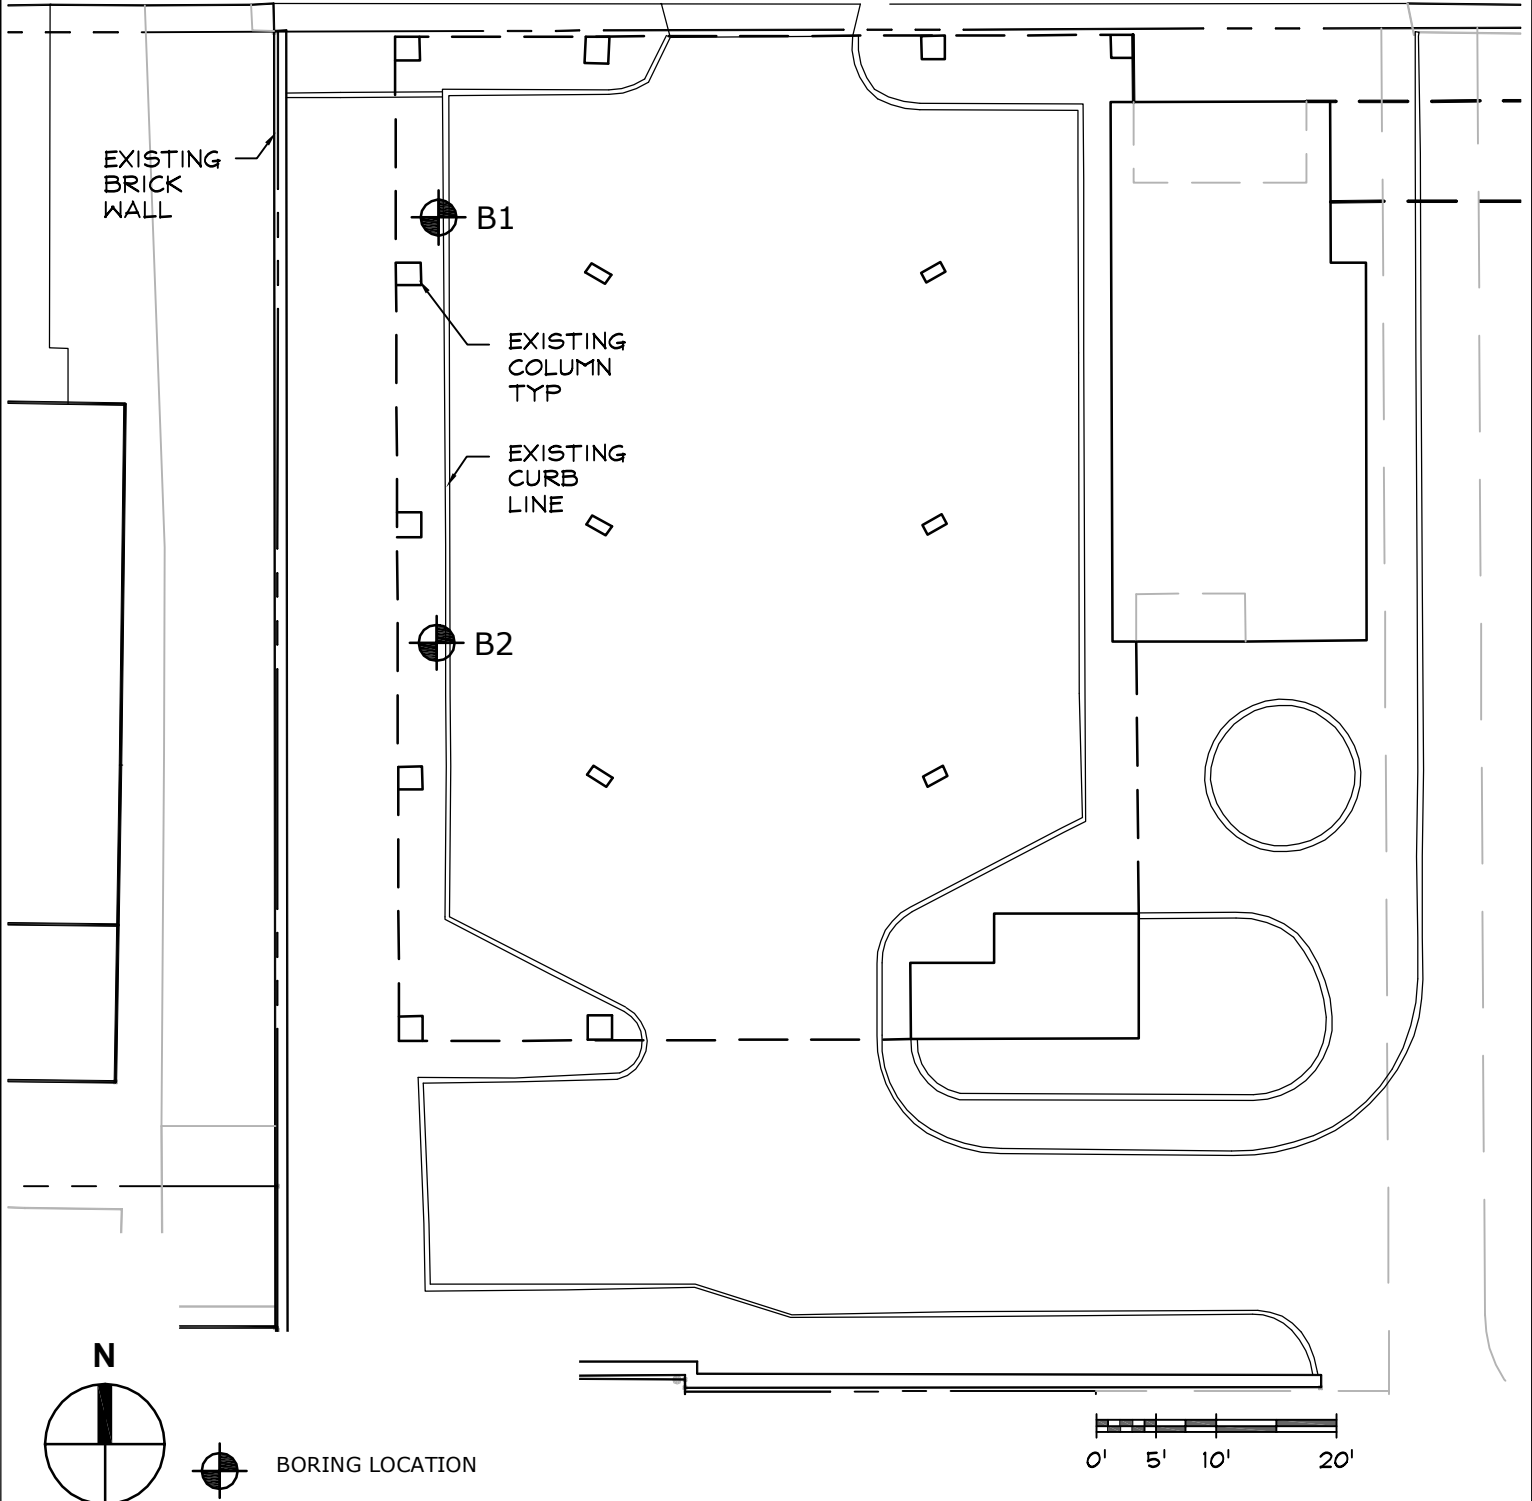 EXISTING
BRICK
WALL
B1
EXISTING
COLUMN
TYP
EXISTING
CURB
LINE
B2
N
BORING LOCATION
0' 5' 10' 20'